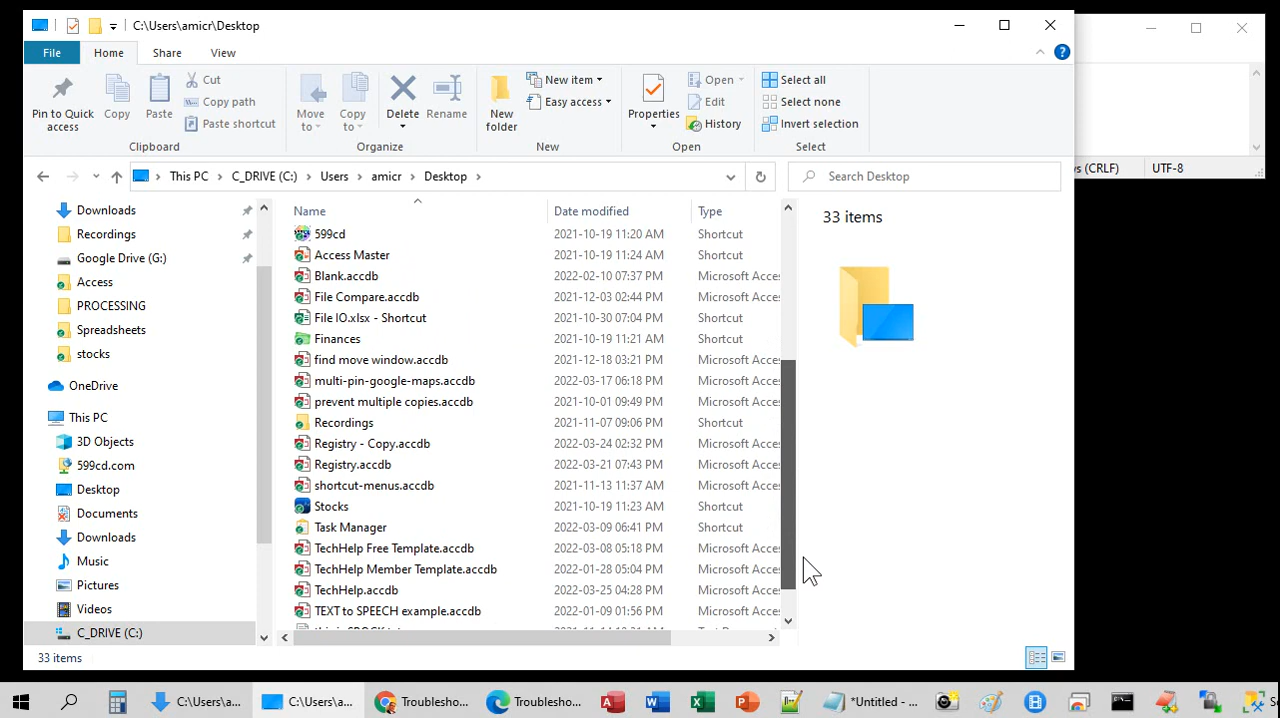 C:\Users\amicr\Desktop
File
Home
Share
View
Pin to Quick access
Copy
Paste
Cut
Copy path
Paste shortcut
Clipboard
Move to
Copy to
Delete
Rename
Organize
New folder
New item
Easy access
New
Properties
Open
Edit
History
Open
Select all
Select none
Invert selection
Select
This PC
C_DRIVE (C:)
Users
amicr
Desktop
Search Desktop
s (CRLF)
UTF-8
Downloads
Recordings
Google Drive (G:)
Access
PROCESSING
Spreadsheets
stocks
OneDrive
This PC
3D Objects
599cd.com
Desktop
Documents
Downloads
Music
Pictures
Videos
C_DRIVE (C:)
Name Date modified Type
599cd 2021-10-19 11:20 AM Shortcut
Access Master 2021-10-19 11:24 AM Shortcut
Blank.accdb 2022-02-10 07:37 PM Microsoft Acce
File Compare.accdb 2021-12-03 02:44 PM Microsoft Acce
File IO.xlsx - Shortcut 2021-10-30 07:04 PM Shortcut
Finances 2021-10-19 11:21 AM Shortcut
find move window.accdb 2021-12-18 03:21 PM Microsoft Acce
multi-pin-google-maps.accdb 2022-03-17 06:18 PM Microsoft Acce
prevent multiple copies.accdb 2021-10-01 09:49 PM Microsoft Acce
Recordings 2021-11-07 09:06 PM Shortcut
Registry - Copy.accdb 2022-03-24 02:32 PM Microsoft Acce
Registry.accdb 2022-03-21 07:43 PM Microsoft Acce
shortcut-menus.accdb 2021-11-13 11:37 AM Microsoft Acce
Stocks 2021-10-19 11:23 AM Shortcut
Task Manager 2022-03-09 06:41 PM Shortcut
TechHelp Free Template.accdb 2022-03-08 05:18 PM Microsoft Acce
TechHelp Member Template.accdb 2022-01-28 05:04 PM Microsoft Acce
TechHelp.accdb 2022-03-25 04:28 PM Microsoft Acce
TEXT to SPEECH example.accdb 2022-01-09 01:56 PM Microsoft Acce
33 items
33 items
C:\Users\a...
C:\Users\a...
Troublesho...
Troublesho...
*Untitled - ...